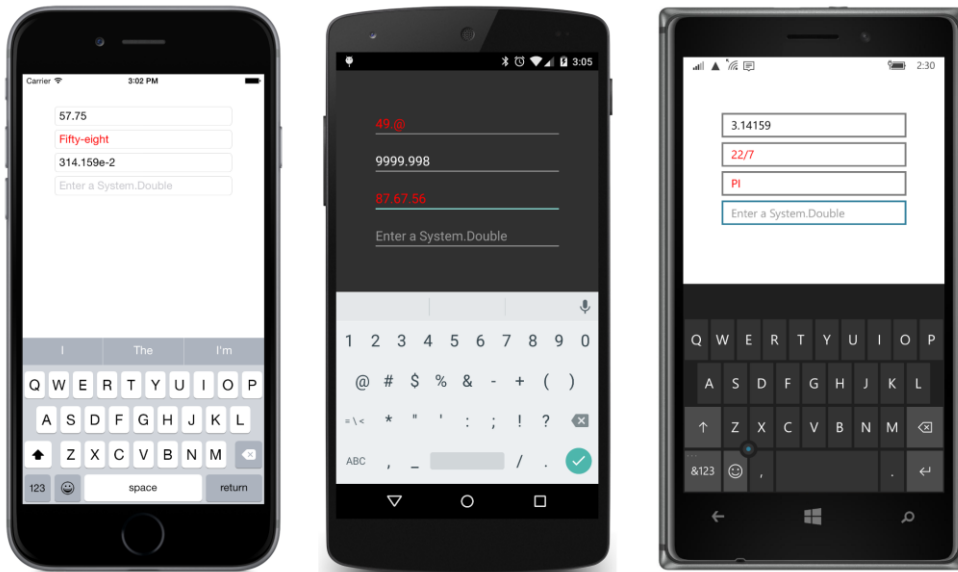 Carrier 3:02 PM
57.75
Fifty-eight
314.159e-2
Enter a System.Double
I The I'm
Q W E R T Y U I O P
A S D F G H J K L
Z X C V B N M
123 space return
3:05
49.@
9999.998
87.67.56
Enter a System.Double
1 2 3 4 5 6 7 8 9 0
@ # $ % & - + ( )
= \ < * " ' : ; ! ?
ABC , _ / .
2:30
3.14159
22/7
PI
Enter a System.Double
Q W E R T Y U I O P
A S D F G H J K L
Z X C V B N M
&123 , .